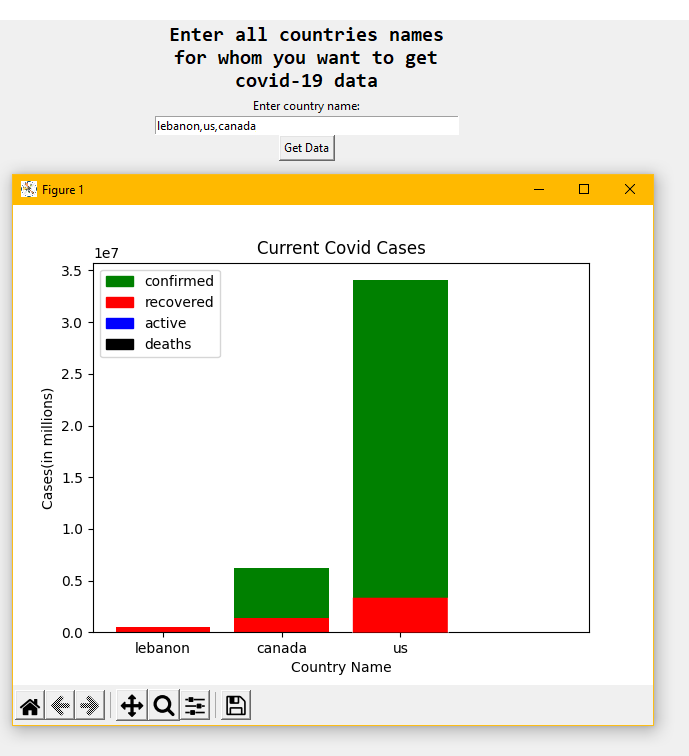 Enter all countries names
for whom you want to get
covid-19 data
Enter country name:
lebanon,us,canada
Get Data
Figure 1
Current Covid Cases
1e7
3.5
3.0
2.5
2.0
1.5
1.0
0.5
0.0
Cases(in millions)
confirmed
recovered
active
deaths
lebanon
canada
us
Country Name